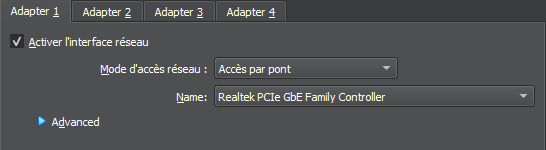 Adapter 1 Adapter 2 Adapter 3 Adapter 4
Activer l'interface réseau
Mode d'accès réseau : Accès par pont
Name: Realtek PCIe GbE Family Controller
Advanced